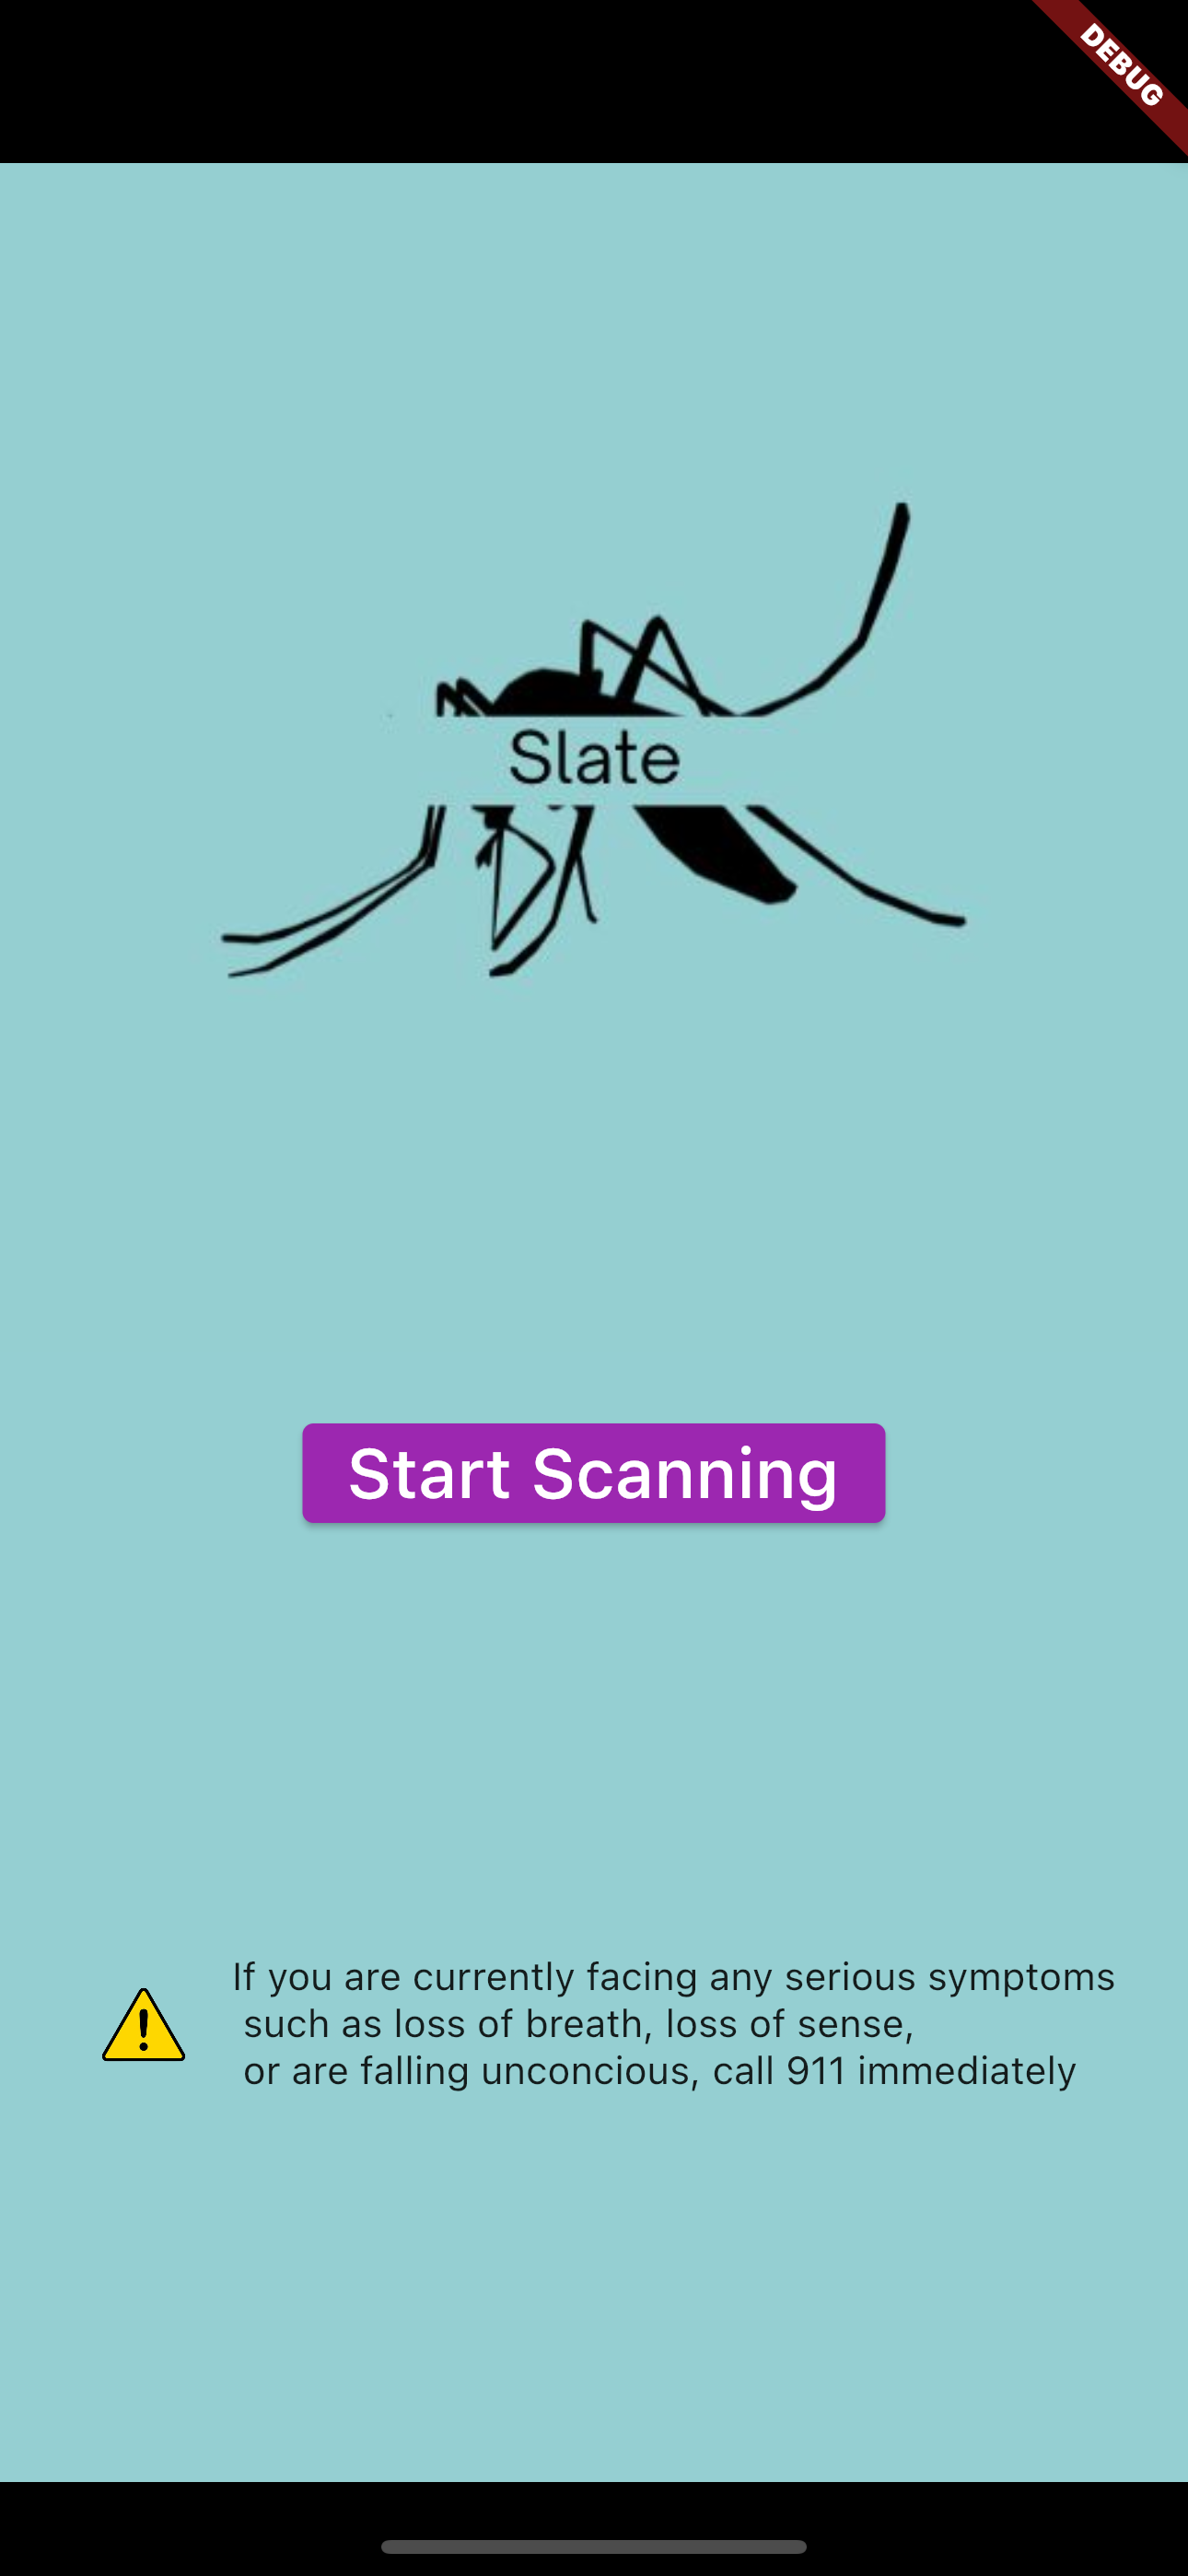 DEBUG
Slate
Start Scanning
If you are currently facing any serious symptoms
such as loss of breath, loss of sense,
or are falling unconcious, call 911 immediately